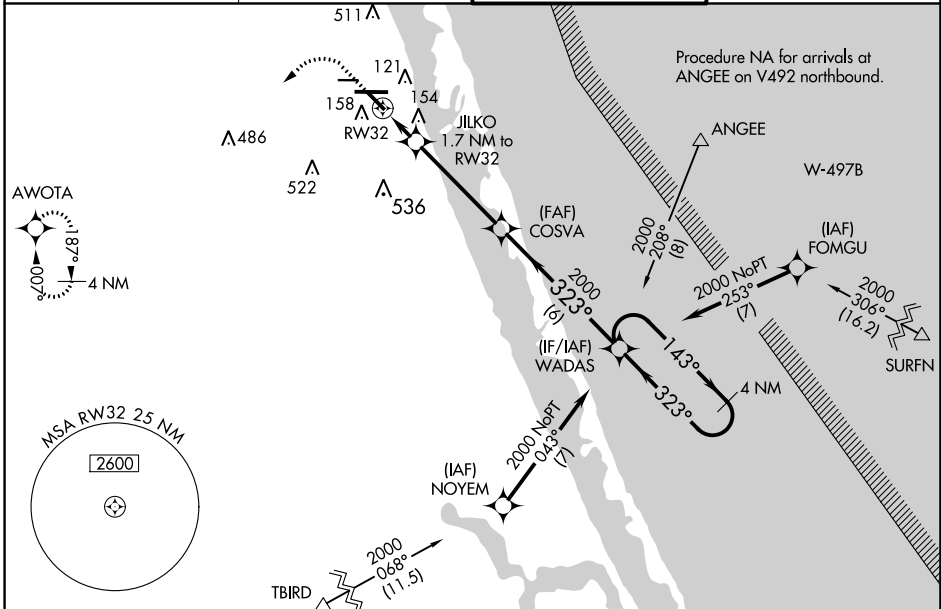 511
121
158
154
RW32
JILKO
1.7 NM to
RW32
486
522
536
Procedure NA for arrivals at
ANGEE on V492 northbound.
ANGEE
W-497B
AWOTA
187°
007°
4 NM
(FAF)
COSVA
2000
208°
(8)
(IAF)
FOMGU
2000 NoPT
253°
(7)
2000
306°
(16.2)
SURFN
2000
323°
(6)
(IF/IAF)
WADAS
143°
323°
4 NM
MSA RW32 25 NM
2600
2000 NoPT
043°
(7)
(IAF)
NOYEM
2000
068°
(11.5)
TBIRD